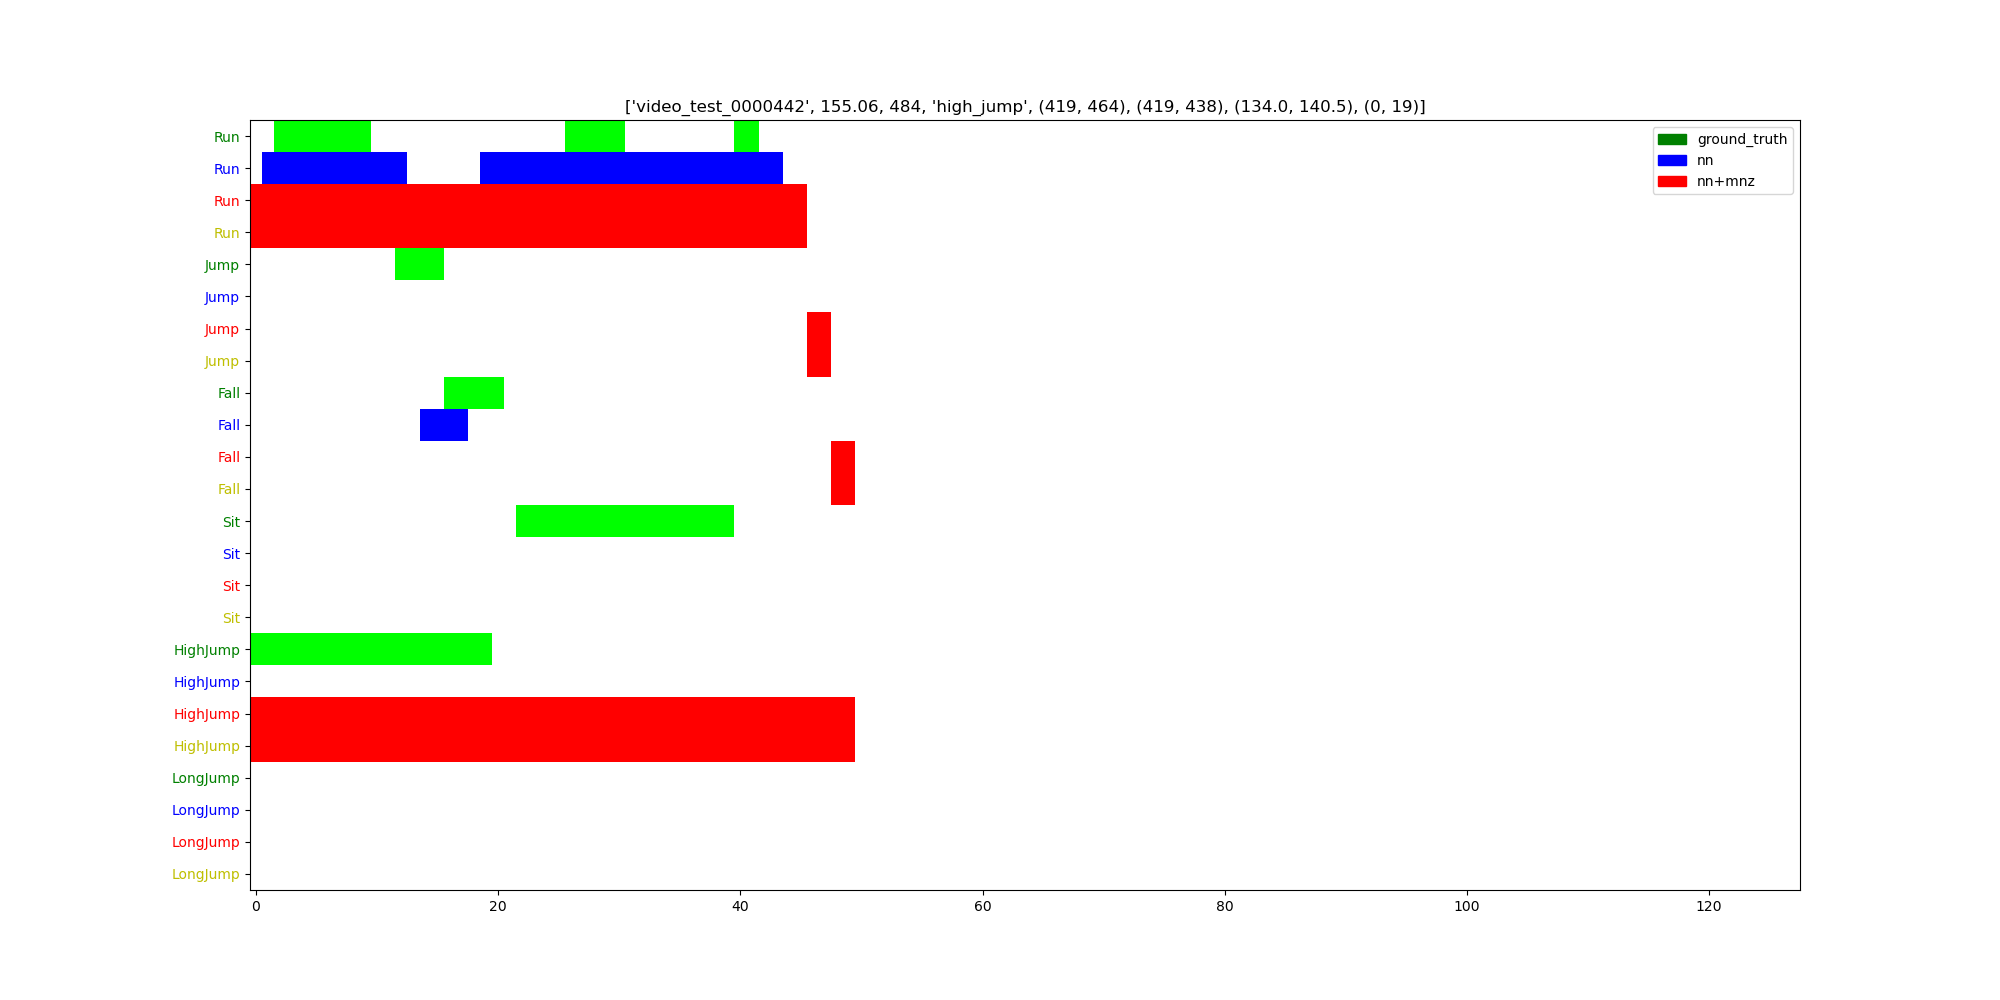 ['video_test_0000442', 155.06, 484, 'high_jump', (419, 464), (419, 438), (134.0, 140.5), (0, 19)]
ground_truth
nn
nn+mnz
Run
Run
Run
Run
Jump
Jump
Jump
Jump
Fall
Fall
Fall
Fall
Sit
Sit
Sit
Sit
HighJump
HighJump
HighJump
HighJump
LongJump
LongJump
LongJump
LongJump
0 20 40 60 80 100 120